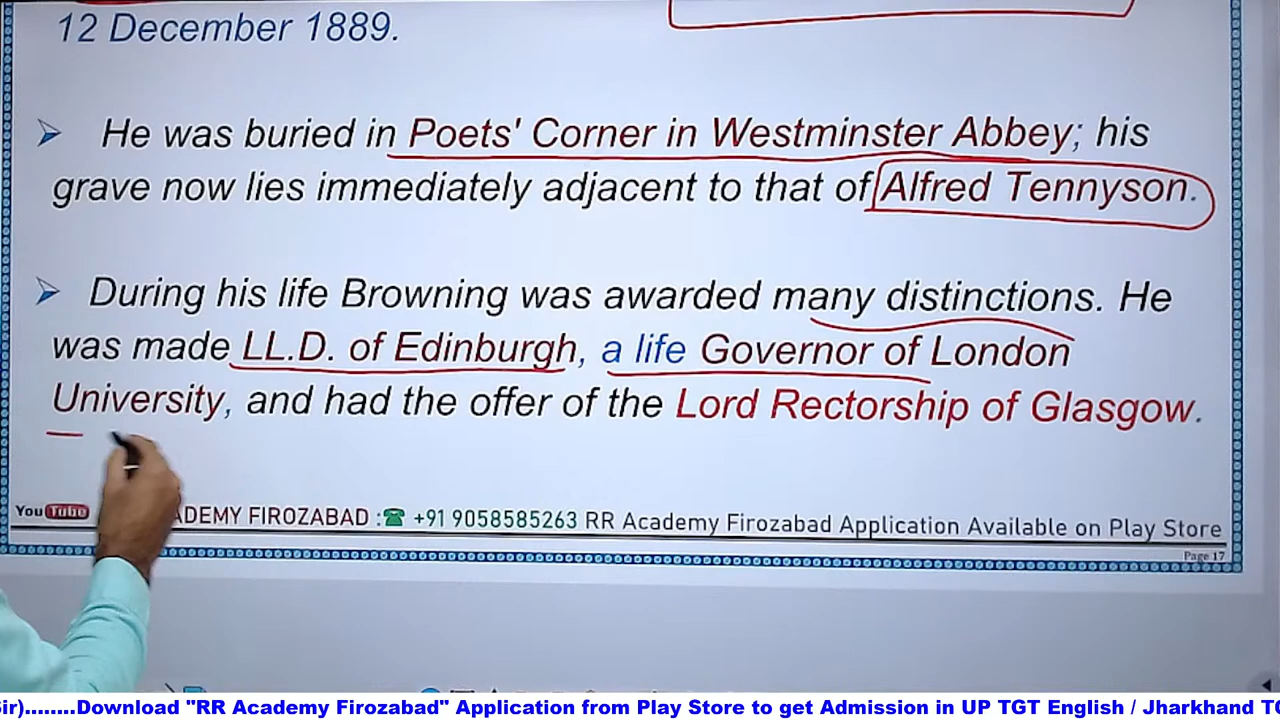 12 December 1889.
➢ He was buried in Poets' Corner in Westminster Abbey; his
grave now lies immediately adjacent to that of Alfred Tennyson.
➢ During his life Browning was awarded many distinctions. He
was made LL.D. of Edinburgh, a life Governor of London
University, and had the offer of the Lord Rectorship of Glasgow.
YouTube ADEMY FIROZABAD :☎ +91 9058585263 RR Academy Firozabad Application Available on Play Store
Page 17
Sir)........Download "RR Academy Firozabad" Application from Play Store to get Admission in UP TGT English / Jharkhand TG